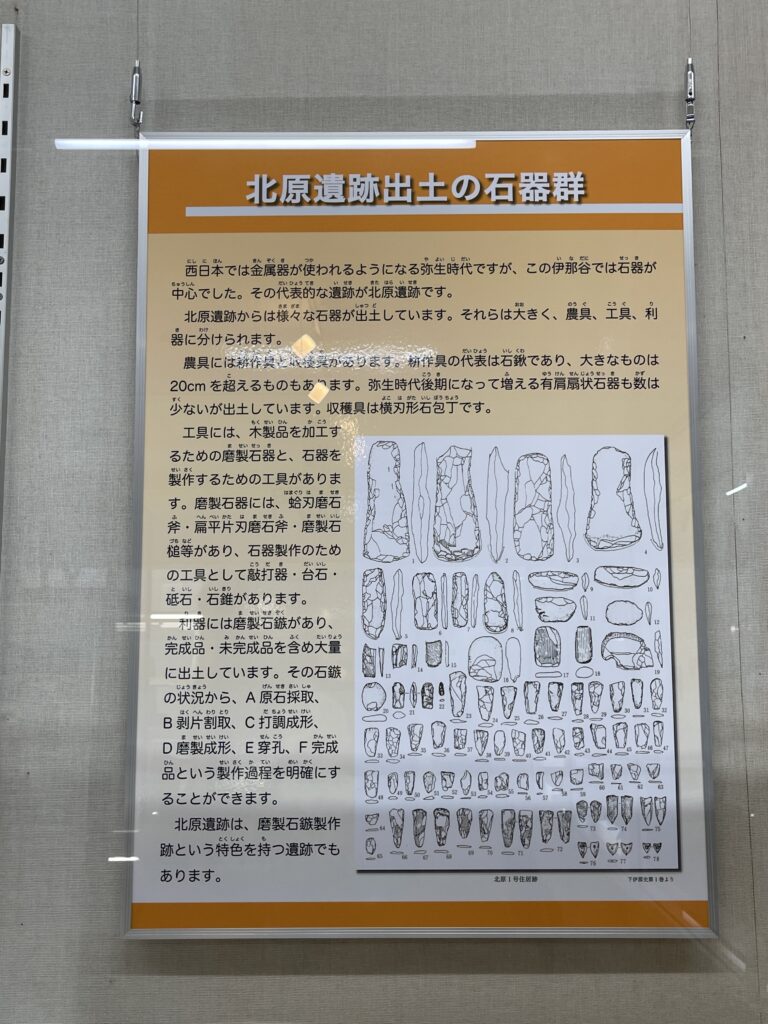 北原遺跡出土の石器群
西日本では金属器が使われるようになる弥生時代ですが、この伊那谷では石器が
中心でした。その代表的な遺跡が北原遺跡です。
北原遺跡からは様々な石器が出土しています。それらは大きく、農具、工具、利
器に分けられます。
農具には耕作具と収穫具があります。耕作具の代表は石鍬であり、大きなものは
20cmを超えるものもあります。弥生時代後期になって増える有肩扇状石器も数は
少ないが出土しています。収穫具は横刃形石包丁です。
工具には、木製品を加工す
るための磨製石器と、石器を
製作するための工具がありま
す。磨製石器には、蛤刃磨石
斧・扁平片刃磨石斧・磨製石
槌等があり、石器製作のため
の工具として敲打器・台石・
砥石・石錐があります。
利器には磨製石鏃があり、
完成品・未完成品を含め大量
に出土しています。その石鏃
の状況から、A原石採取、
B剥片割取、C打調成形、
D磨製成形、E穿孔、F完成
品という製作過程を明確にす
ることができます。
北原遺跡は、磨製石鏃製作
跡という特色を持つ遺跡でも
あります。
北原1号住居跡
下伊那史第1巻より